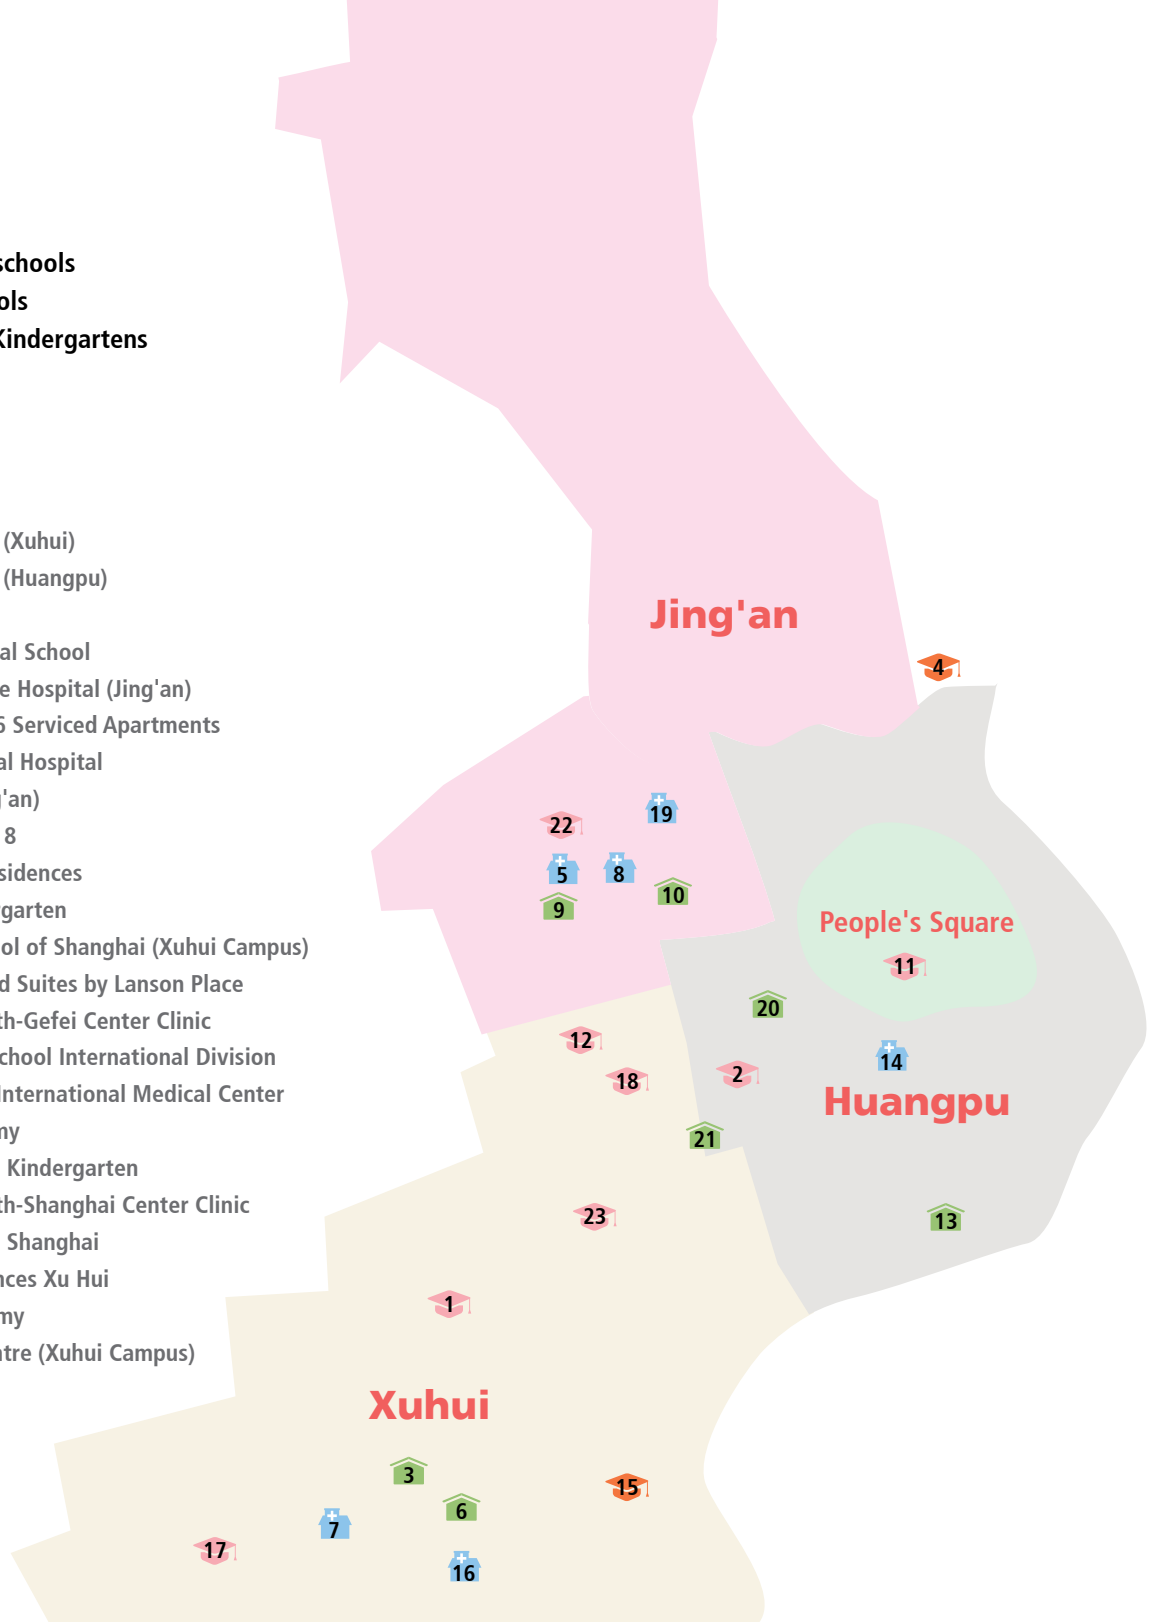 schools
ols
Kindergartens
(Xuhui)
(Huangpu)
al School
e Hospital (Jing'an)
6 Serviced Apartments
al Hospital
g'an)
8
sidences
rgarten
ol of Shanghai (Xuhui Campus)
d Suites by Lanson Place
th-Gefei Center Clinic
chool International Division
International Medical Center
my
Kindergarten
th-Shanghai Center Clinic
Shanghai
nces Xu Hui
my
ntre (Xuhui Campus)
Jing'an
4
19
22
5
8
10
9
People's Square
11
20
12
14
2
18
Huangpu
21
23
13
1
Xuhui
3
15
6
7
17
16